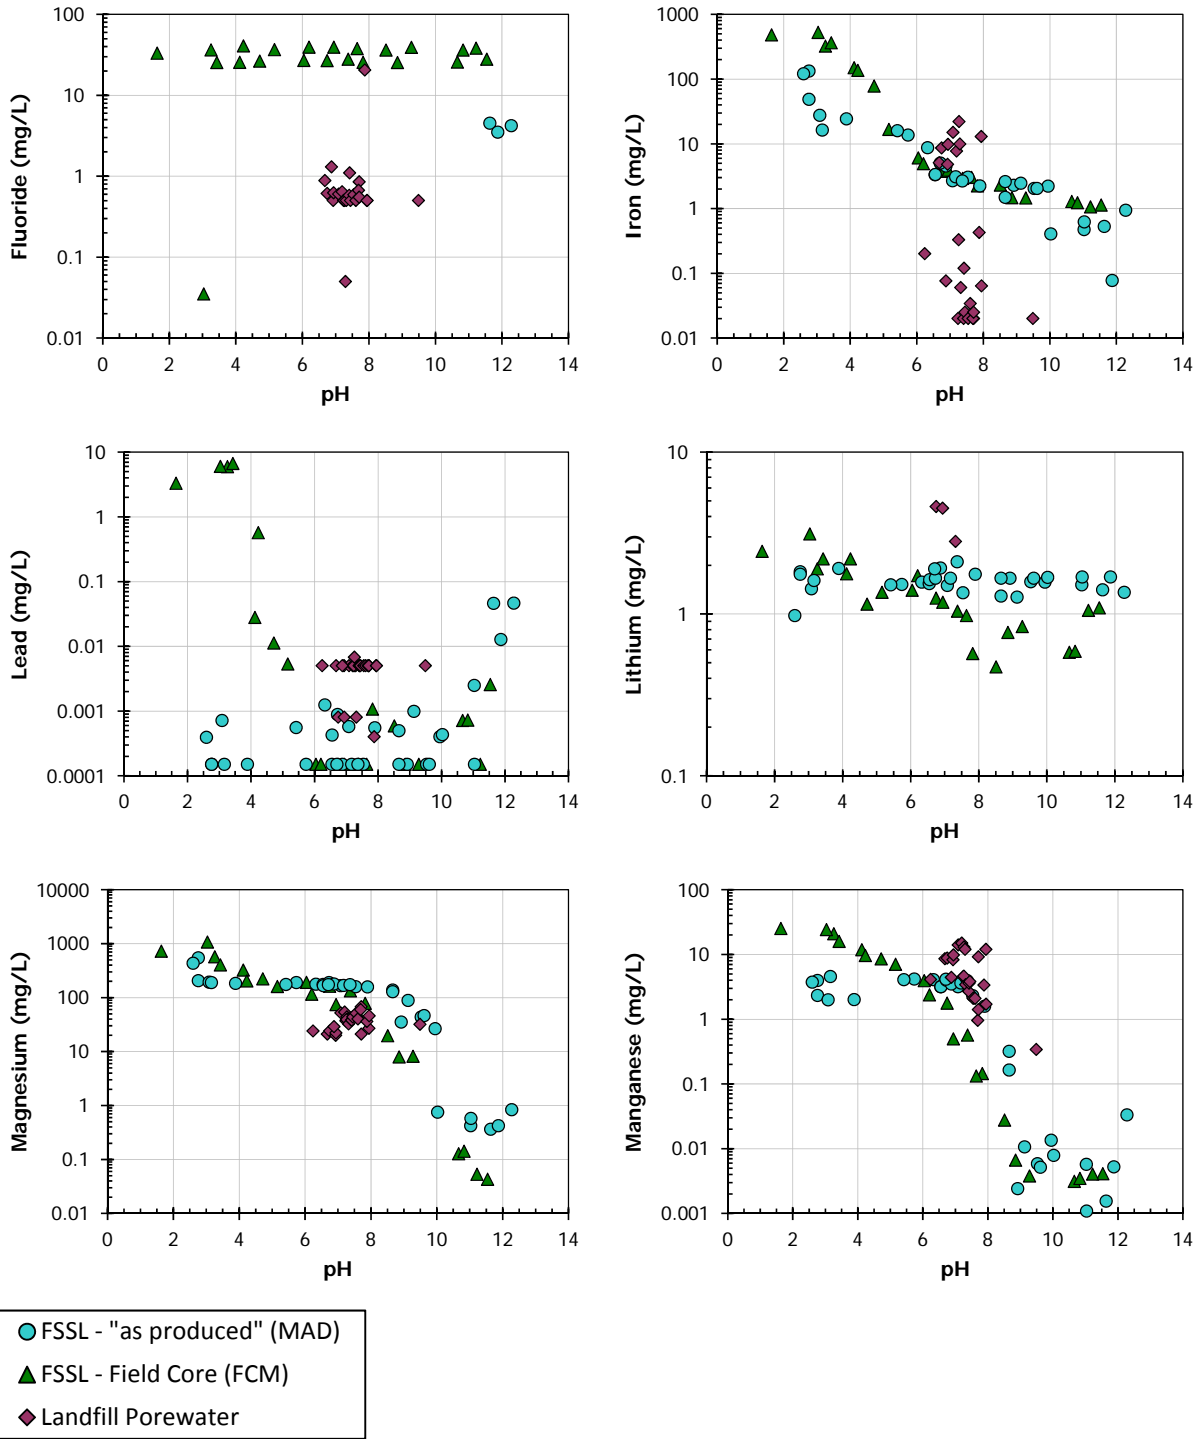 100
10
1
0.1
0.01
Fluoride (mg/L)
0 2 4 6 8 10 12 14
pH
1000
100
10
1
0.1
0.01
Iron (mg/L)
0 2 4 6 8 10 12 14
pH
10
1
0.1
0.01
0.001
0.0001
Lead (mg/L)
0 2 4 6 8 10 12 14
pH
10
1
0.1
Lithium (mg/L)
0 2 4 6 8 10 12 14
pH
10000
1000
100
10
1
0.1
0.01
Magnesium (mg/L)
0 2 4 6 8 10 12 14
pH
100
10
1
0.1
0.01
0.001
Manganese (mg/L)
0 2 4 6 8 10 12 14
pH
FSSL - "as produced" (MAD)
FSSL - Field Core (FCM)
Landfill Porewater